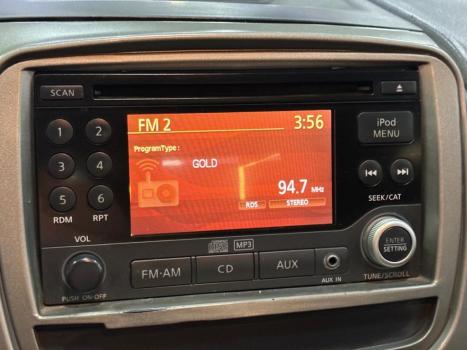 SCAN
FM 2 3:56
iPod
MENU
1 2
ProgramType :
GOLD
3 4
94.7 MHz
RDS STEREO
5 6
RDM RPT
SEEK/CAT
VOL
MP3
ENTER
SETTING
FM·AM CD AUX
AUX IN
TUNE/SCROLL
PUSH ON·OFF